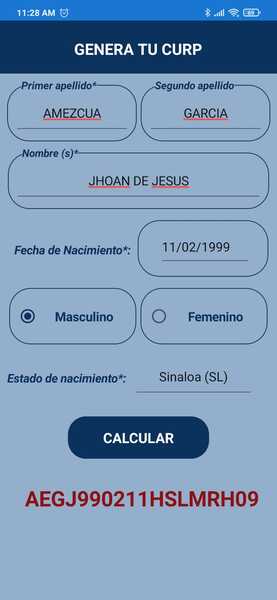 11:28 AM
69
GENERA TU CURP
Primer apellido* Segundo apellido
AMEZCUA GARCIA
Nombre (s)*
JHOAN DE JESUS
Fecha de Nacimiento*: 11/02/1999
Masculino Femenino
Estado de nacimiento*: Sinaloa (SL)
CALCULAR
AEGJ990211HSLMRH09